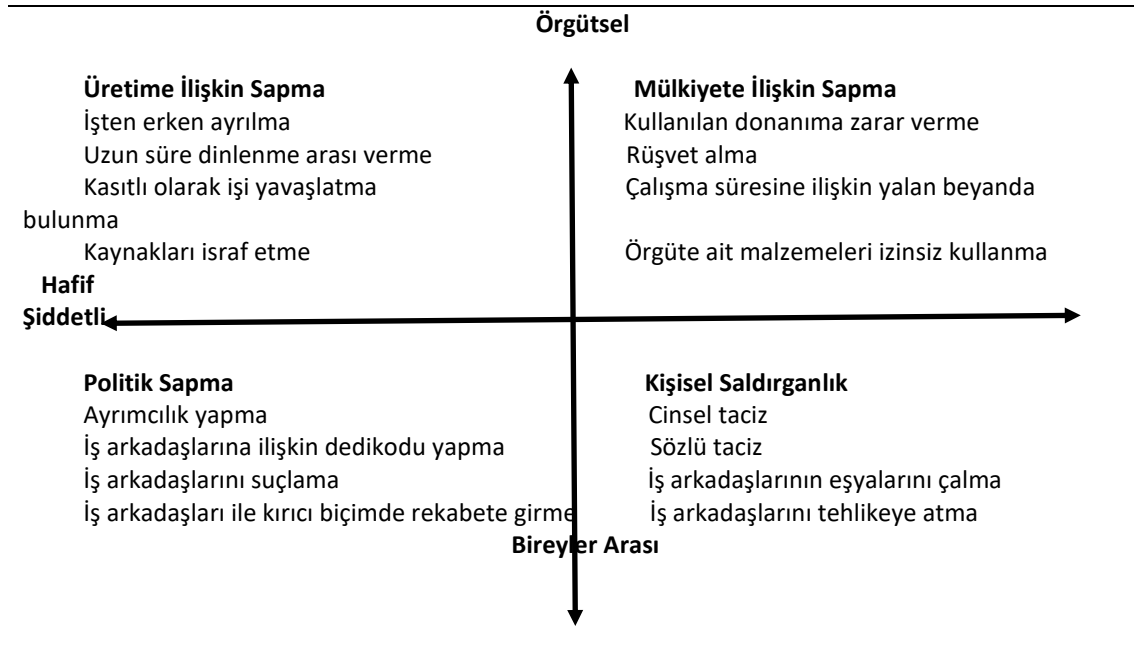 Örgütsel
Üretime İlişkin Sapma Mülkiyete İlişkin Sapma
İşten erken ayrılma Kullanılan donanıma zarar verme
Uzun süre dinlenme arası verme Rüşvet alma
Kasıtlı olarak işi yavaşlatma Çalışma süresine ilişkin yalan beyanda
bulunma
Kaynakları israf etme Örgüte ait malzemeleri izinsiz kullanma
Hafif
Şiddetli
Politik Sapma Kişisel Saldırganlık
Ayrımcılık yapma Cinsel taciz
İş arkadaşlarına ilişkin dedikodu yapma Sözlü taciz
İş arkadaşlarını suçlama İş arkadaşlarının eşyalarını çalma
İş arkadaşları ile kırıcı biçimde rekabete girme İş arkadaşlarını tehlikeye atma
Bireyler Arası